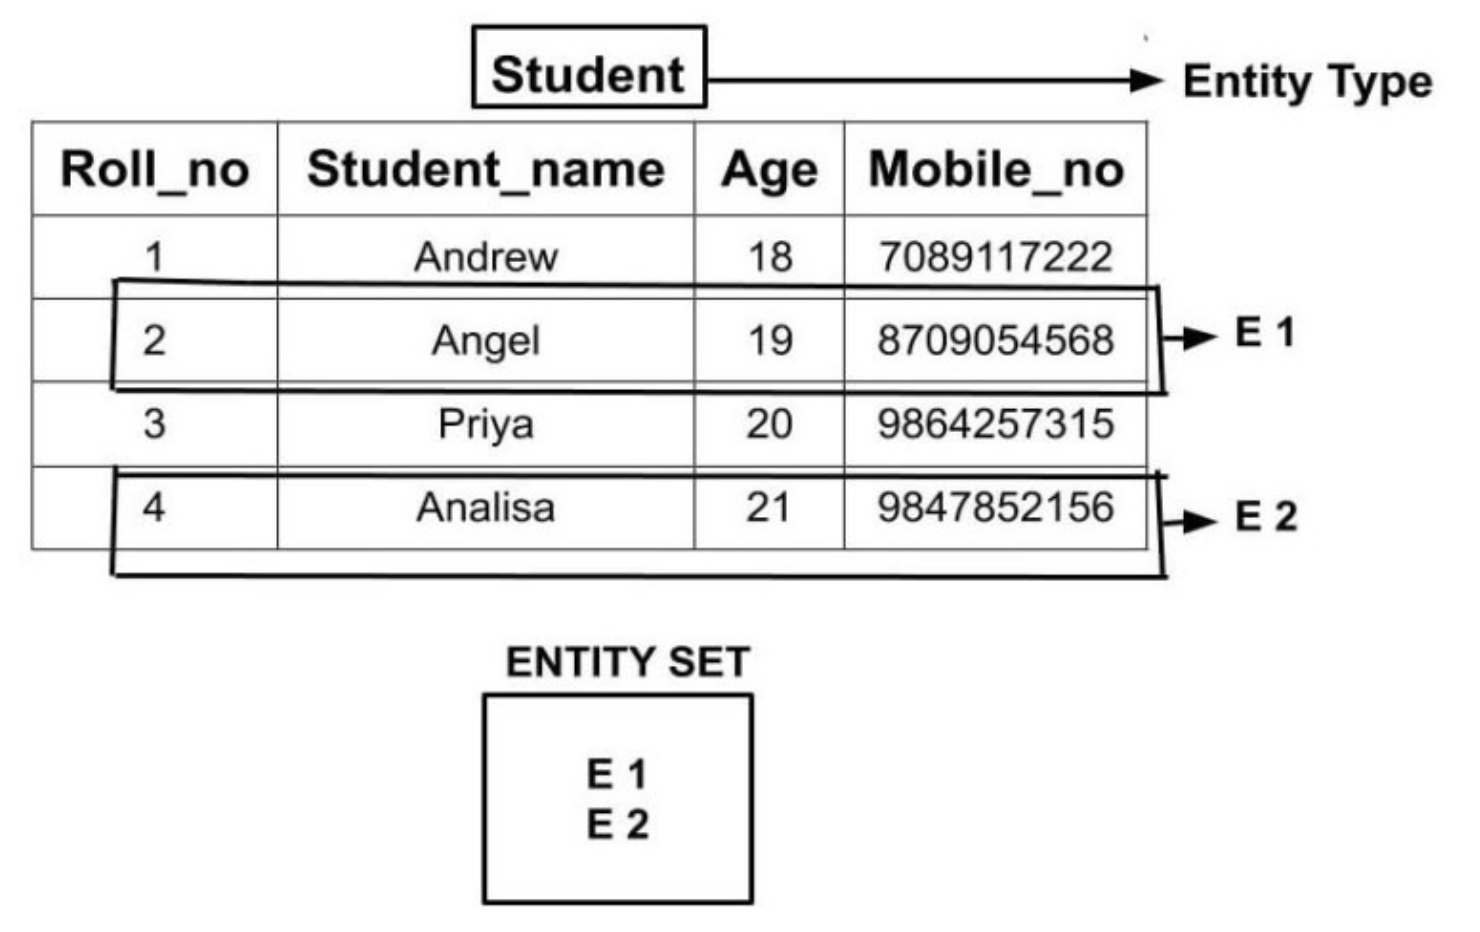 Student
Entity Type
Roll_no Student_name Age Mobile_no
1 Andrew 18 7089117222
2 Angel 19 8709054568
E 1
3 Priya 20 9864257315
4 Analisa 21 9847852156
E 2
ENTITY SET
E 1
E 2